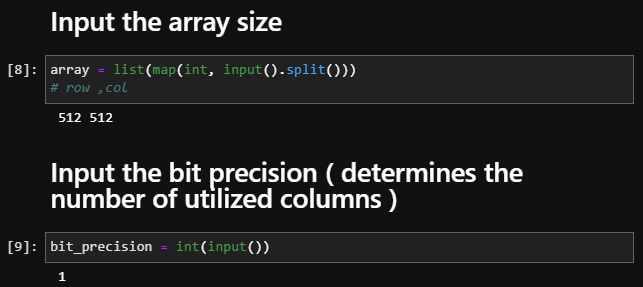 Input the array size
[8]: array = list(map(int, input().split()))
# row ,col
512 512
Input the bit precision ( determines the
number of utilized columns )
[9]: bit_precision = int(input())
1